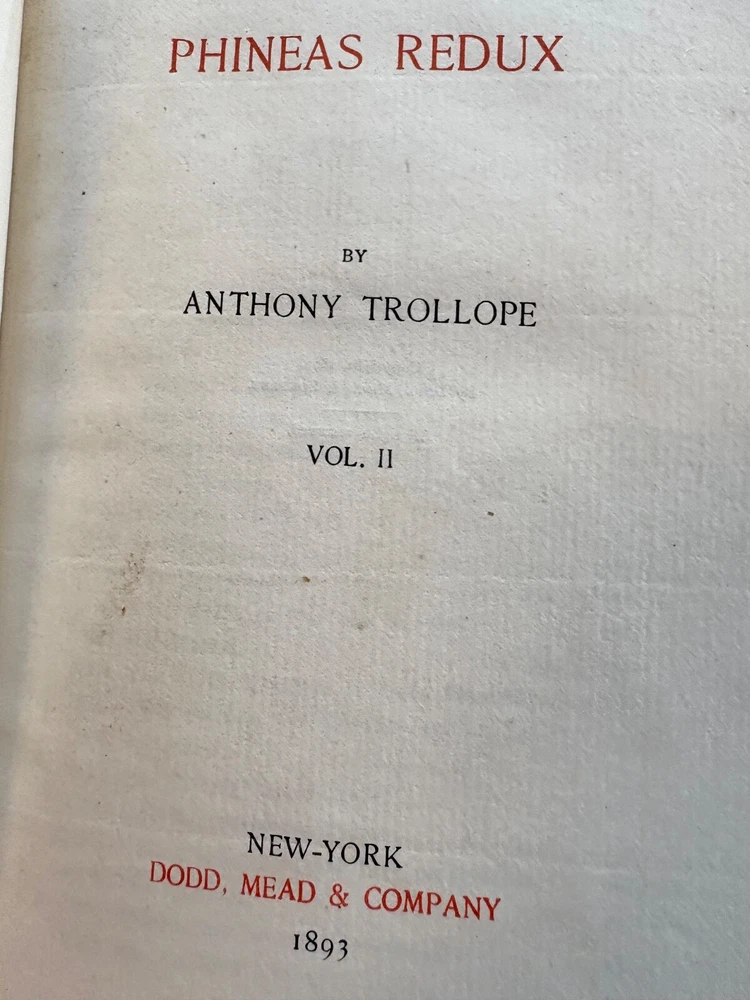 PHINEAS REDUX
BY
ANTHONY TROLLOPE
VOL. II
NEW-YORK
DODD, MEAD & COMPANY
1893